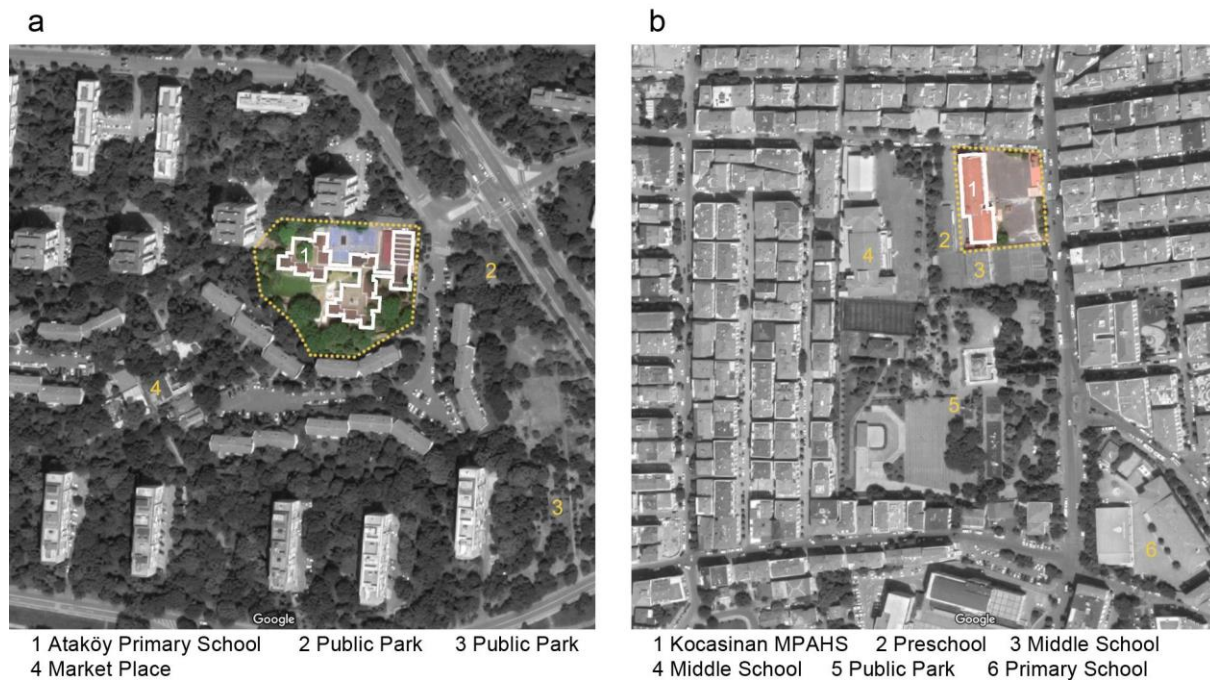 a
b
1
2
4
3
Google
1
2
4
3
5
6
Google
1 Ataköy Primary School 2 Public Park 3 Public Park
4 Market Place
1 Kocasinan MPAHS 2 Preschool 3 Middle School
4 Middle School 5 Public Park 6 Primary School